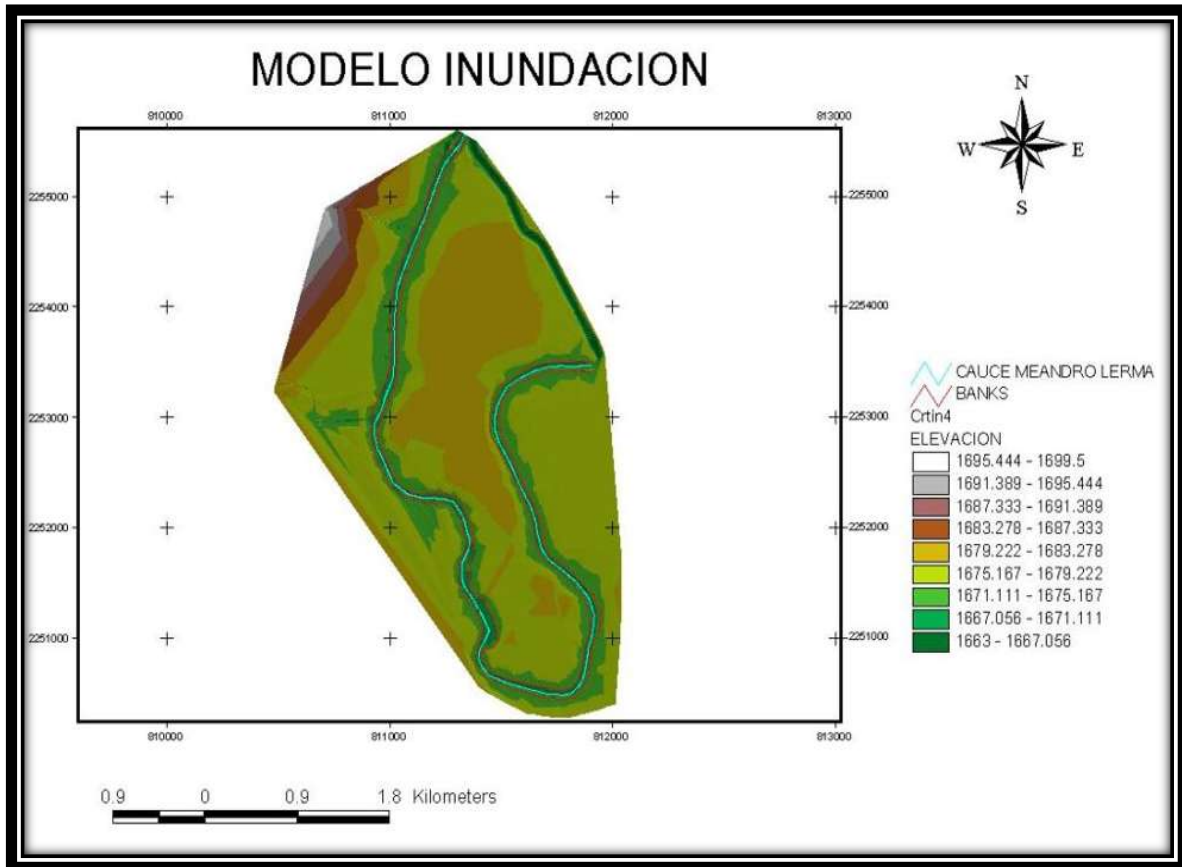 MODELO INUNDACION
N
W E
S
810000 811000 812000 813000
2255000 2255000
2254000 2254000
2253000 2253000
2252000 2252000
2251000 2251000
810000 811000 812000 813000
CAUCE MEANDRO LERMA
BANKS
Crtin4
ELEVACION
1695.444 - 1699.5
1691.389 - 1695.444
1687.333 - 1691.389
1683.278 - 1687.333
1679.222 - 1683.278
1675.167 - 1679.222
1671.111 - 1675.167
1667.056 - 1671.111
1663 - 1667.056
0.9 0 0.9 1.8 Kilometers